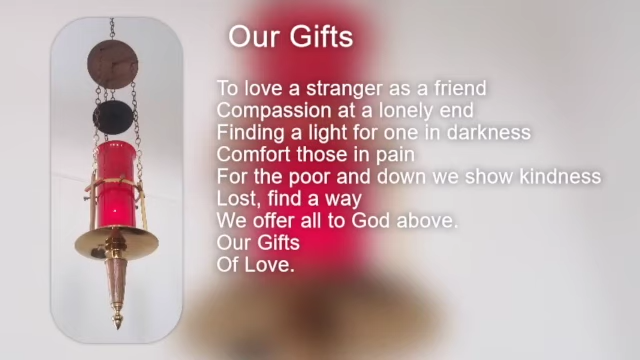 Our Gifts
To love a stranger as a friend
Compassion at a lonely end
Finding a light for one in darkness
Comfort those in pain
For the poor and down we show kindness
Lost, find a way
We offer all to God above.
Our Gifts
Of Love.